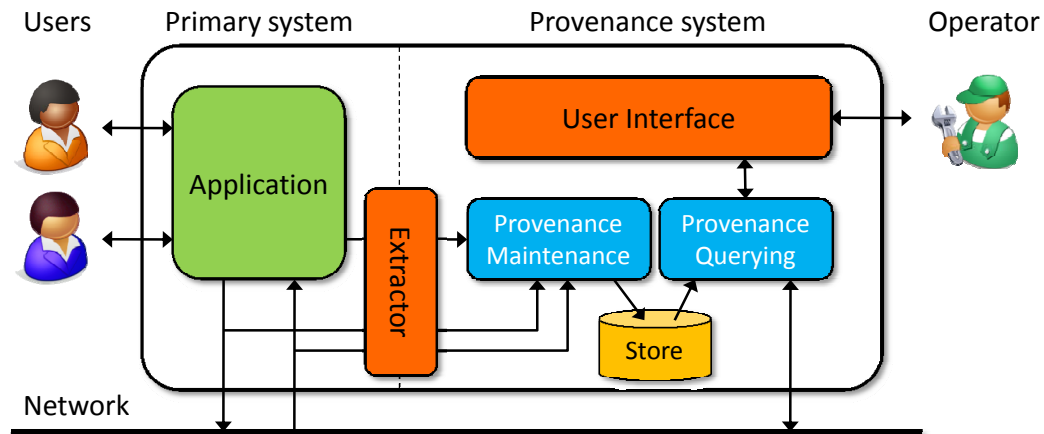 Users
Primary system
Provenance system
Operator
User Interface
Application
Extractor
Provenance
Maintenance
Provenance
Querying
Store
Network